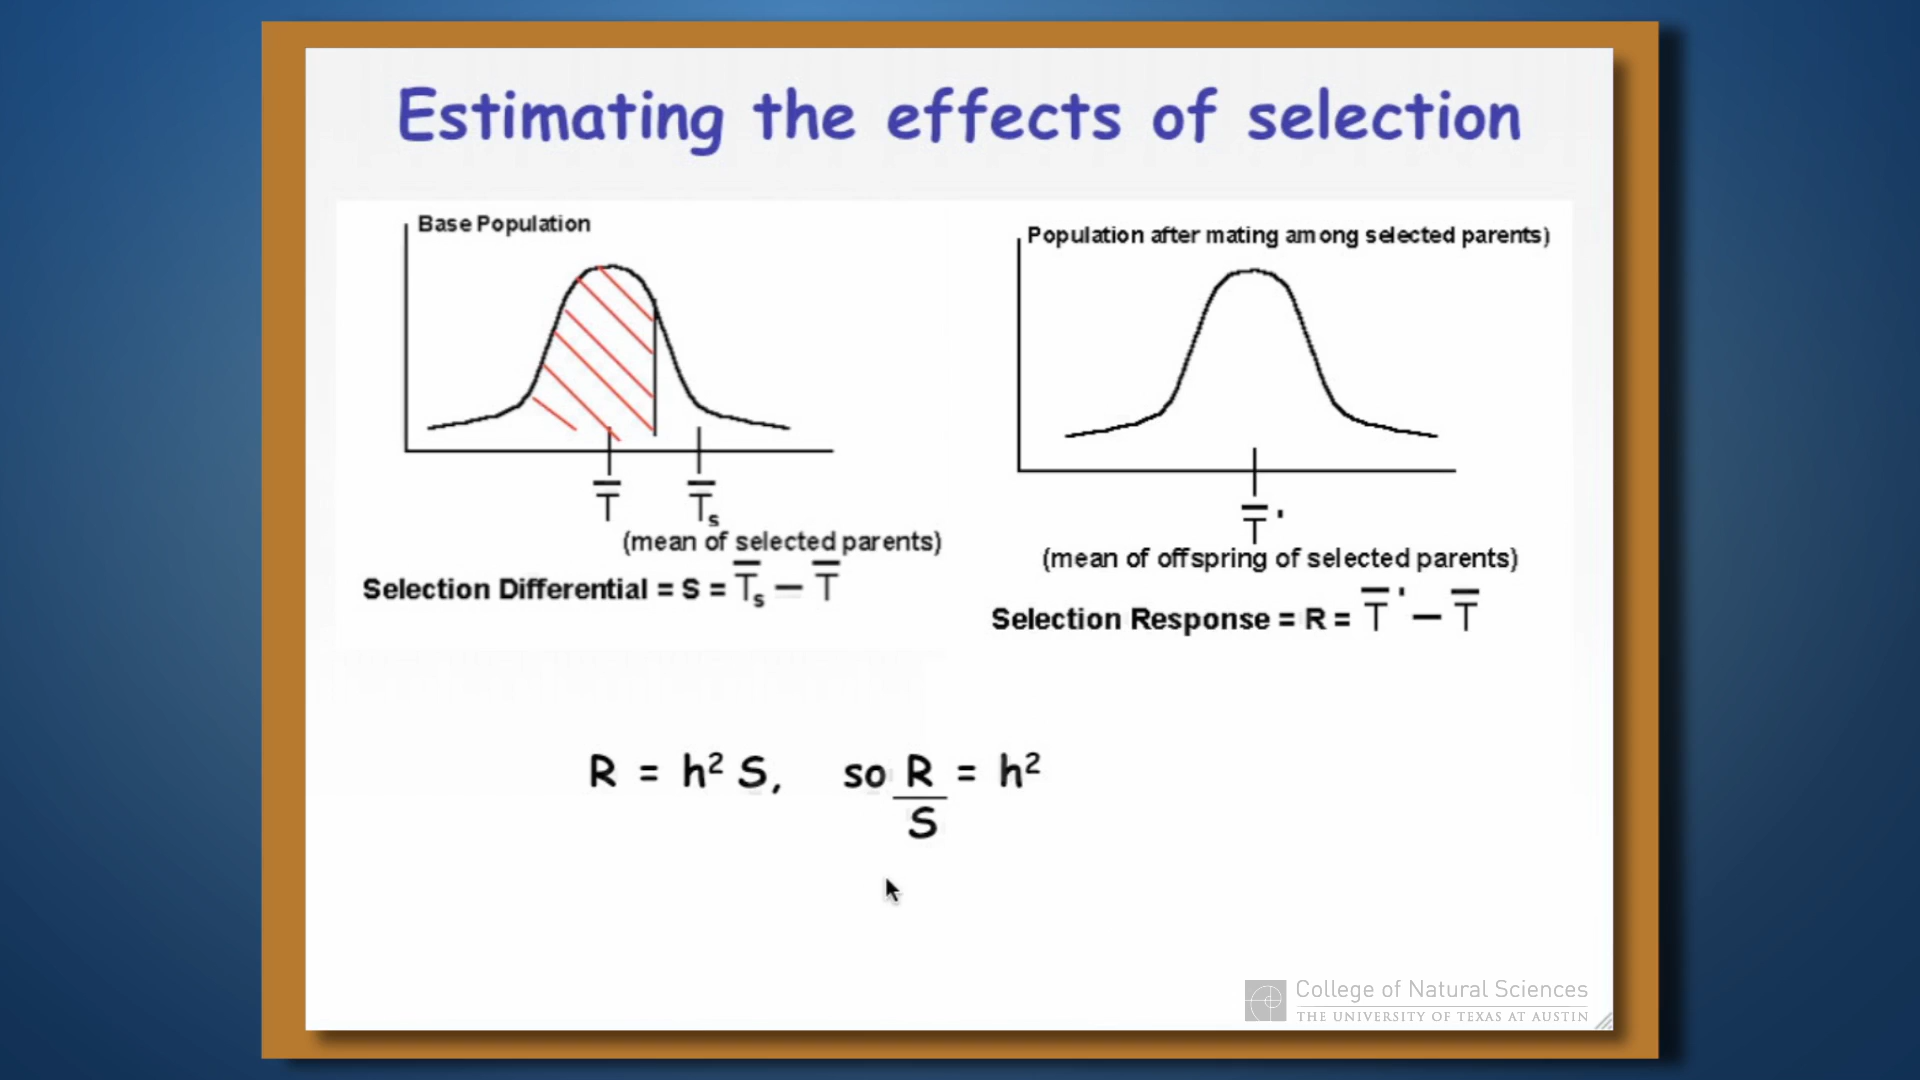 Estimating the effects of selection
Base Population
T̅ T̅s
(mean of selected parents)
Selection Differential = S = T̅s − T̅
Population after mating among selected parents)
T̅'
(mean of offspring of selected parents)
Selection Response = R = T̅' − T̅
R = h² S, so R/S = h²
College of Natural Sciences
THE UNIVERSITY OF TEXAS AT AUSTIN